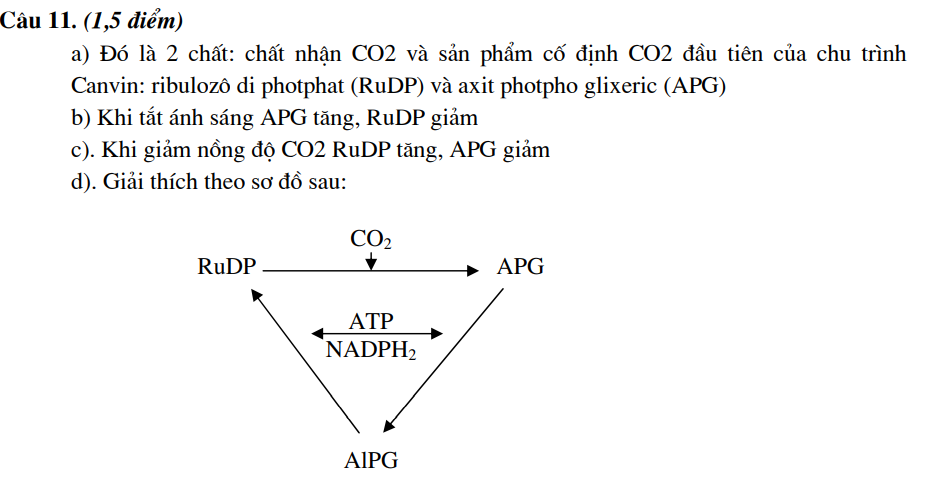 Câu 11. (1,5 điểm)
a) Đó là 2 chất: chất nhận CO2 và sản phẩm cố định CO2 đầu tiên của chu trình
Canvin: ribulozô di photphat (RuDP) và axit photpho glixeric (APG)
b) Khi tắt ánh sáng APG tăng, RuDP giảm
c). Khi giảm nồng độ CO2 RuDP tăng, APG giảm
d). Giải thích theo sơ đồ sau:
CO₂
RuDP APG
ATP
NADPH₂
AlPG